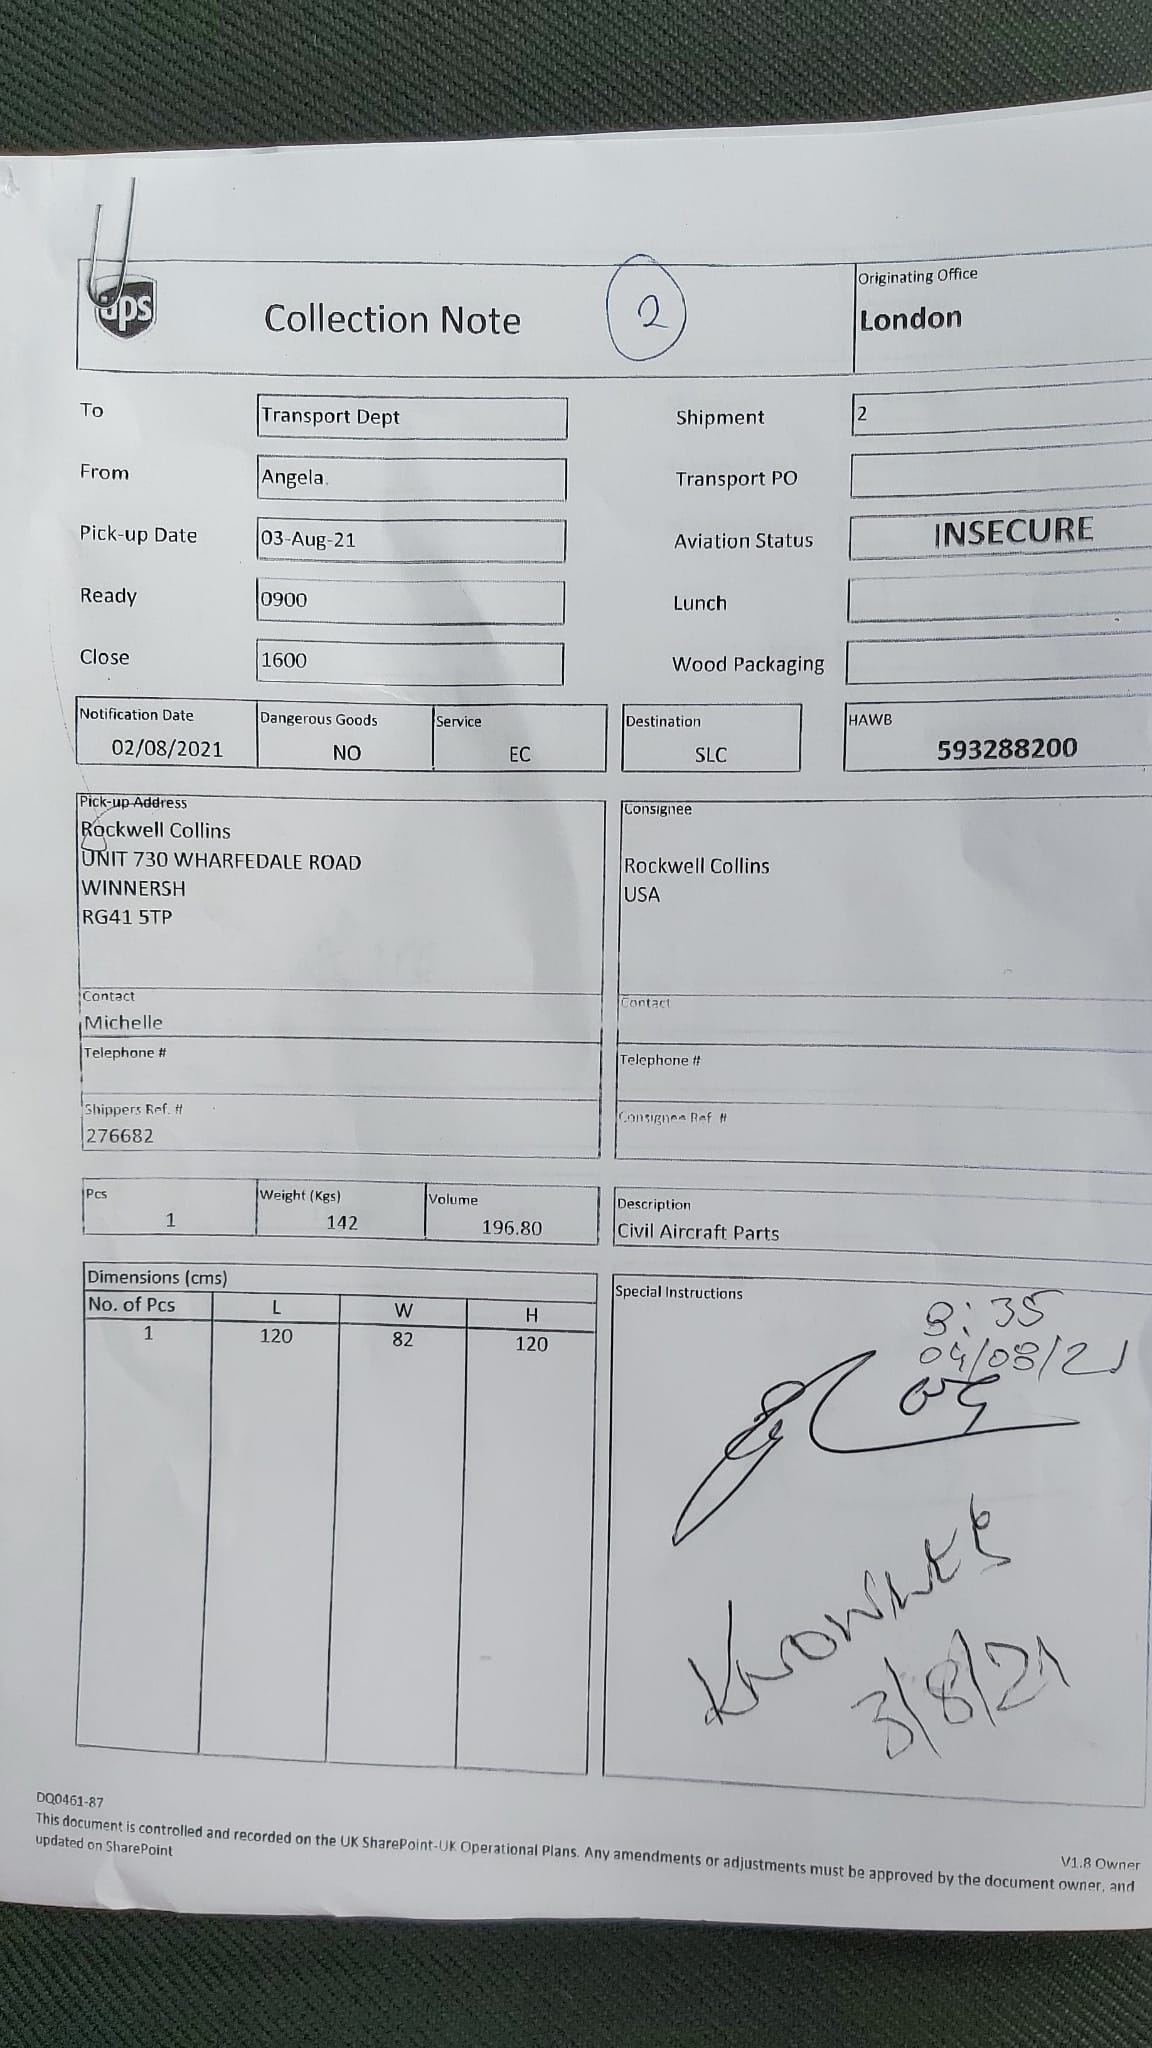 ups
Collection Note
2
Originating Office
London
To
Transport Dept
Shipment
2
From
Angela.
Transport PO
Pick-up Date
03-Aug-21
Aviation Status
INSECURE
Ready
0900
Lunch
Close
1600
Wood Packaging
Notification Date
02/08/2021
Dangerous Goods
NO
Service
EC
Destination
SLC
HAWB
593288200
Pick-up Address
Rockwell Collins
UNIT 730 WHARFEDALE ROAD
WINNERSH
RG41 5TP
Consignee
Rockwell Collins
USA
Contact
Michelle
Telephone #
Shippers Ref. #
276682
Contact
Telephone #
Consignee Ref #
Pcs
1
Weight (Kgs)
142
Volume
196.80
Description
Civil Aircraft Parts
Dimensions (cms)
No. of Pcs L W H
1 120 82 120
Special Instructions
8:35
04/08/21
3/8/21
DQ0461-87
This document is controlled and recorded on the UK SharePoint-UK Operational Plans. Any amendments or adjustments must be approved by the document owner, and
updated on SharePoint
V1.8 Owner